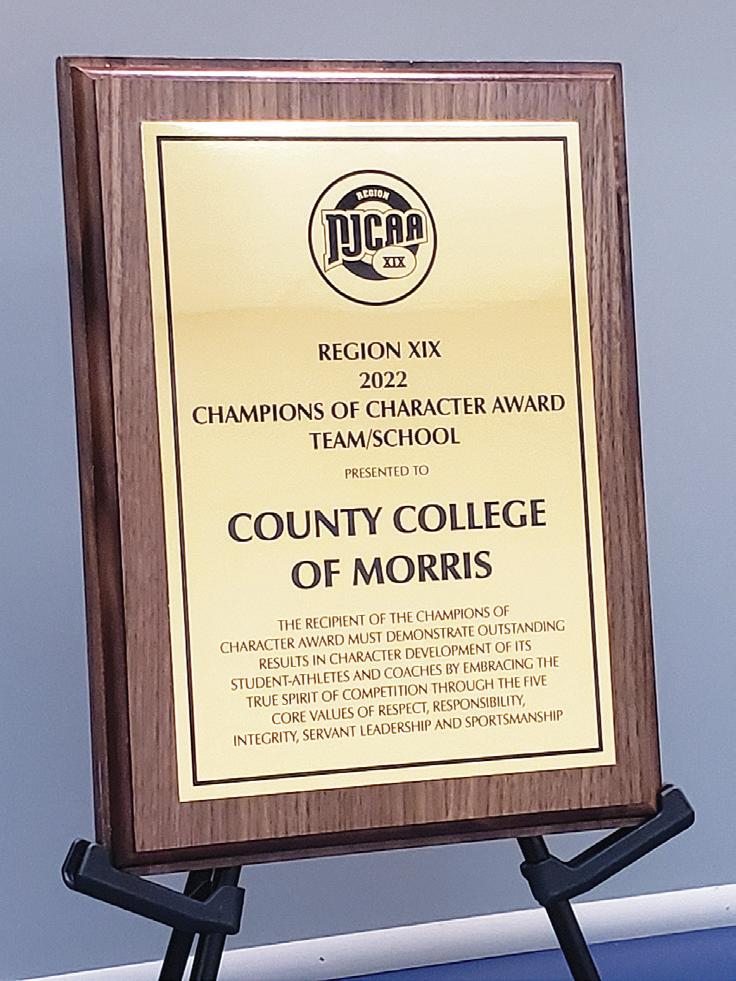 REGION
NJCAA
XIX
REGION XIX
2022
CHAMPIONS OF CHARACTER AWARD
TEAM/SCHOOL
PRESENTED TO
COUNTY COLLEGE
OF MORRIS
THE RECIPIENT OF THE CHAMPIONS OF
CHARACTER AWARD MUST DEMONSTRATE OUTSTANDING
RESULTS IN CHARACTER DEVELOPMENT OF ITS
STUDENT-ATHLETES AND COACHES BY EMBRACING THE
TRUE SPIRIT OF COMPETITION THROUGH THE FIVE
CORE VALUES OF RESPECT, RESPONSIBILITY,
INTEGRITY, SERVANT LEADERSHIP AND SPORTSMANSHIP